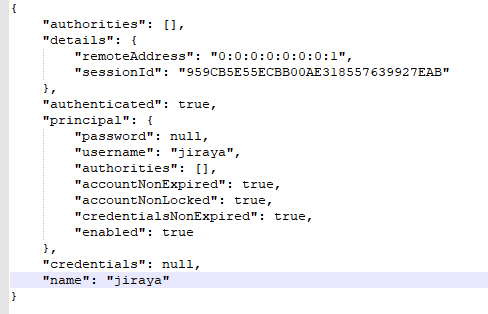 {
    "authorities": [],
    "details": {
        "remoteAddress": "0:0:0:0:0:0:0:1",
        "sessionId": "959CB5E55ECBB00AE318557639927EAB"
    },
    "authenticated": true,
    "principal": {
        "password": null,
        "username": "jiraya",
        "authorities": [],
        "accountNonExpired": true,
        "accountNonLocked": true,
        "credentialsNonExpired": true,
        "enabled": true
    },
    "credentials": null,
    "name": "jiraya"
}